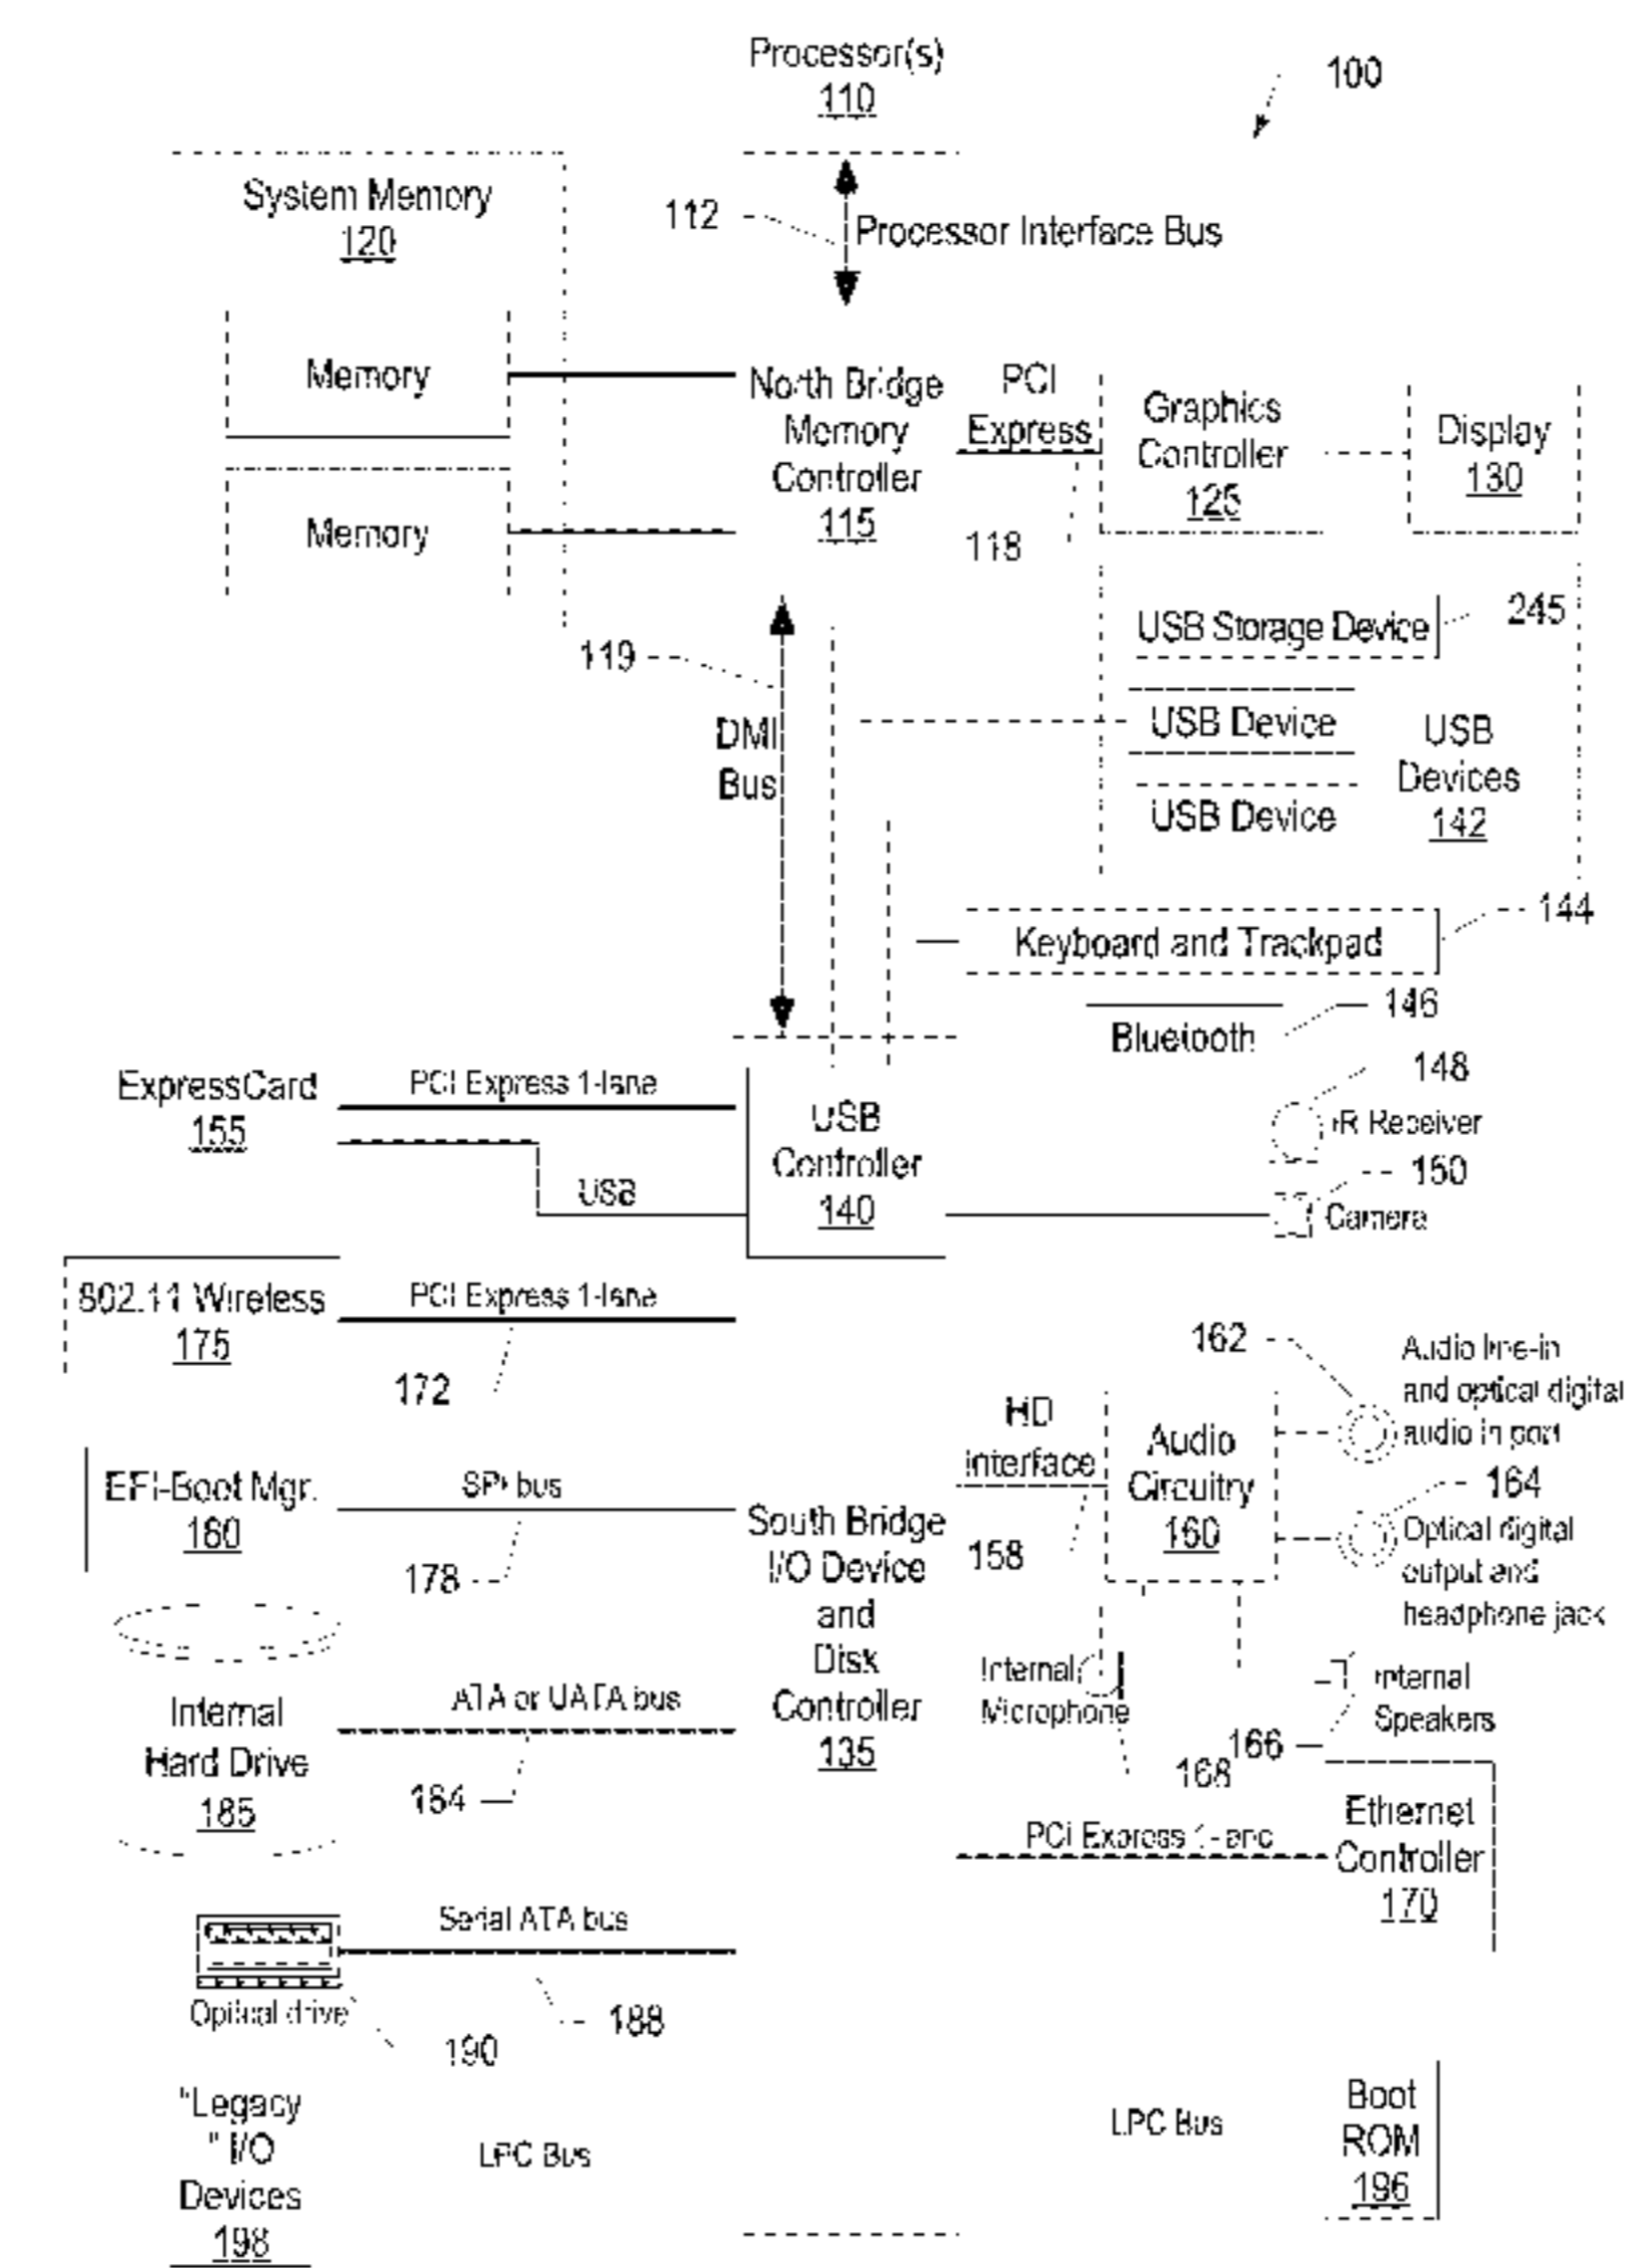 Processor(s)
110
100
System Memory
120
112
Processor Interface Bus
Memory
Memory
North Bridge
Memory
Controller
115
PCI
Express
118
Graphics
Controller
125
Display
130
119
DMI
Bus
USB Storage Device
245
USB Device
USB Device
USB
Devices
142
Keyboard and Trackpad
144
Bluetooth
146
148
IR Receiver
150
Camera
ExpressCard
155
PCI Express 1-lane
USB
USB
Controller
140
802.11 Wireless
175
PCI Express 1-lane
172
EFI-Boot Mgr.
180
SPI bus
178
Internal
Hard Drive
185
ATA or UATA bus
184
South Bridge
I/O Device
and
Disk
Controller
135
HD
interface
158
Audio
Circuitry
160
162
Audio line-in
and optical digital
audio in port
164
Optical digital
output and
headphone jack
Internal
Microphone
168
166
Internal
Speakers
PCI Express 1-lane
Ethernet
Controller
170
Serial ATA bus
188
Optical drive
190
"Legacy
" I/O
Devices
198
LPC Bus
LPC Bus
Boot
ROM
196